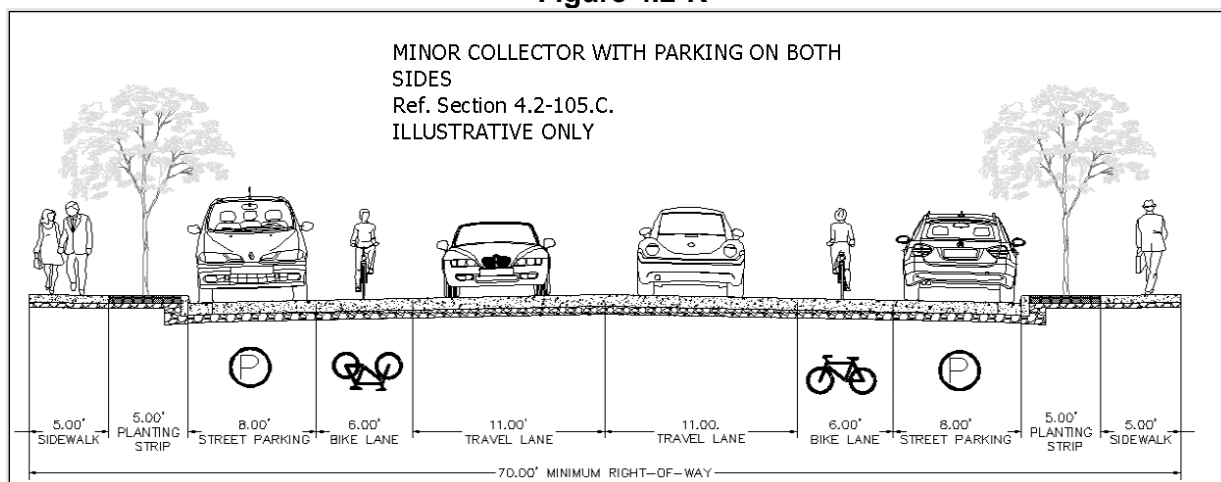 Figure 4.2-K
MINOR COLLECTOR WITH PARKING ON BOTH
SIDES
Ref. Section 4.2-105.C.
ILLUSTRATIVE ONLY
P
P
5.00'
SIDEWALK
5.00'
PLANTING
STRIP
8.00'
STREET PARKING
6.00'
BIKE LANE
11.00'
TRAVEL LANE
11.00.
TRAVEL LANE
6.00'
BIKE LANE
8.00'
STREET PARKING
5.00'
PLANTING
STRIP
5.00'
SIDEWALK
70.00' MINIMUM RIGHT-OF-WAY